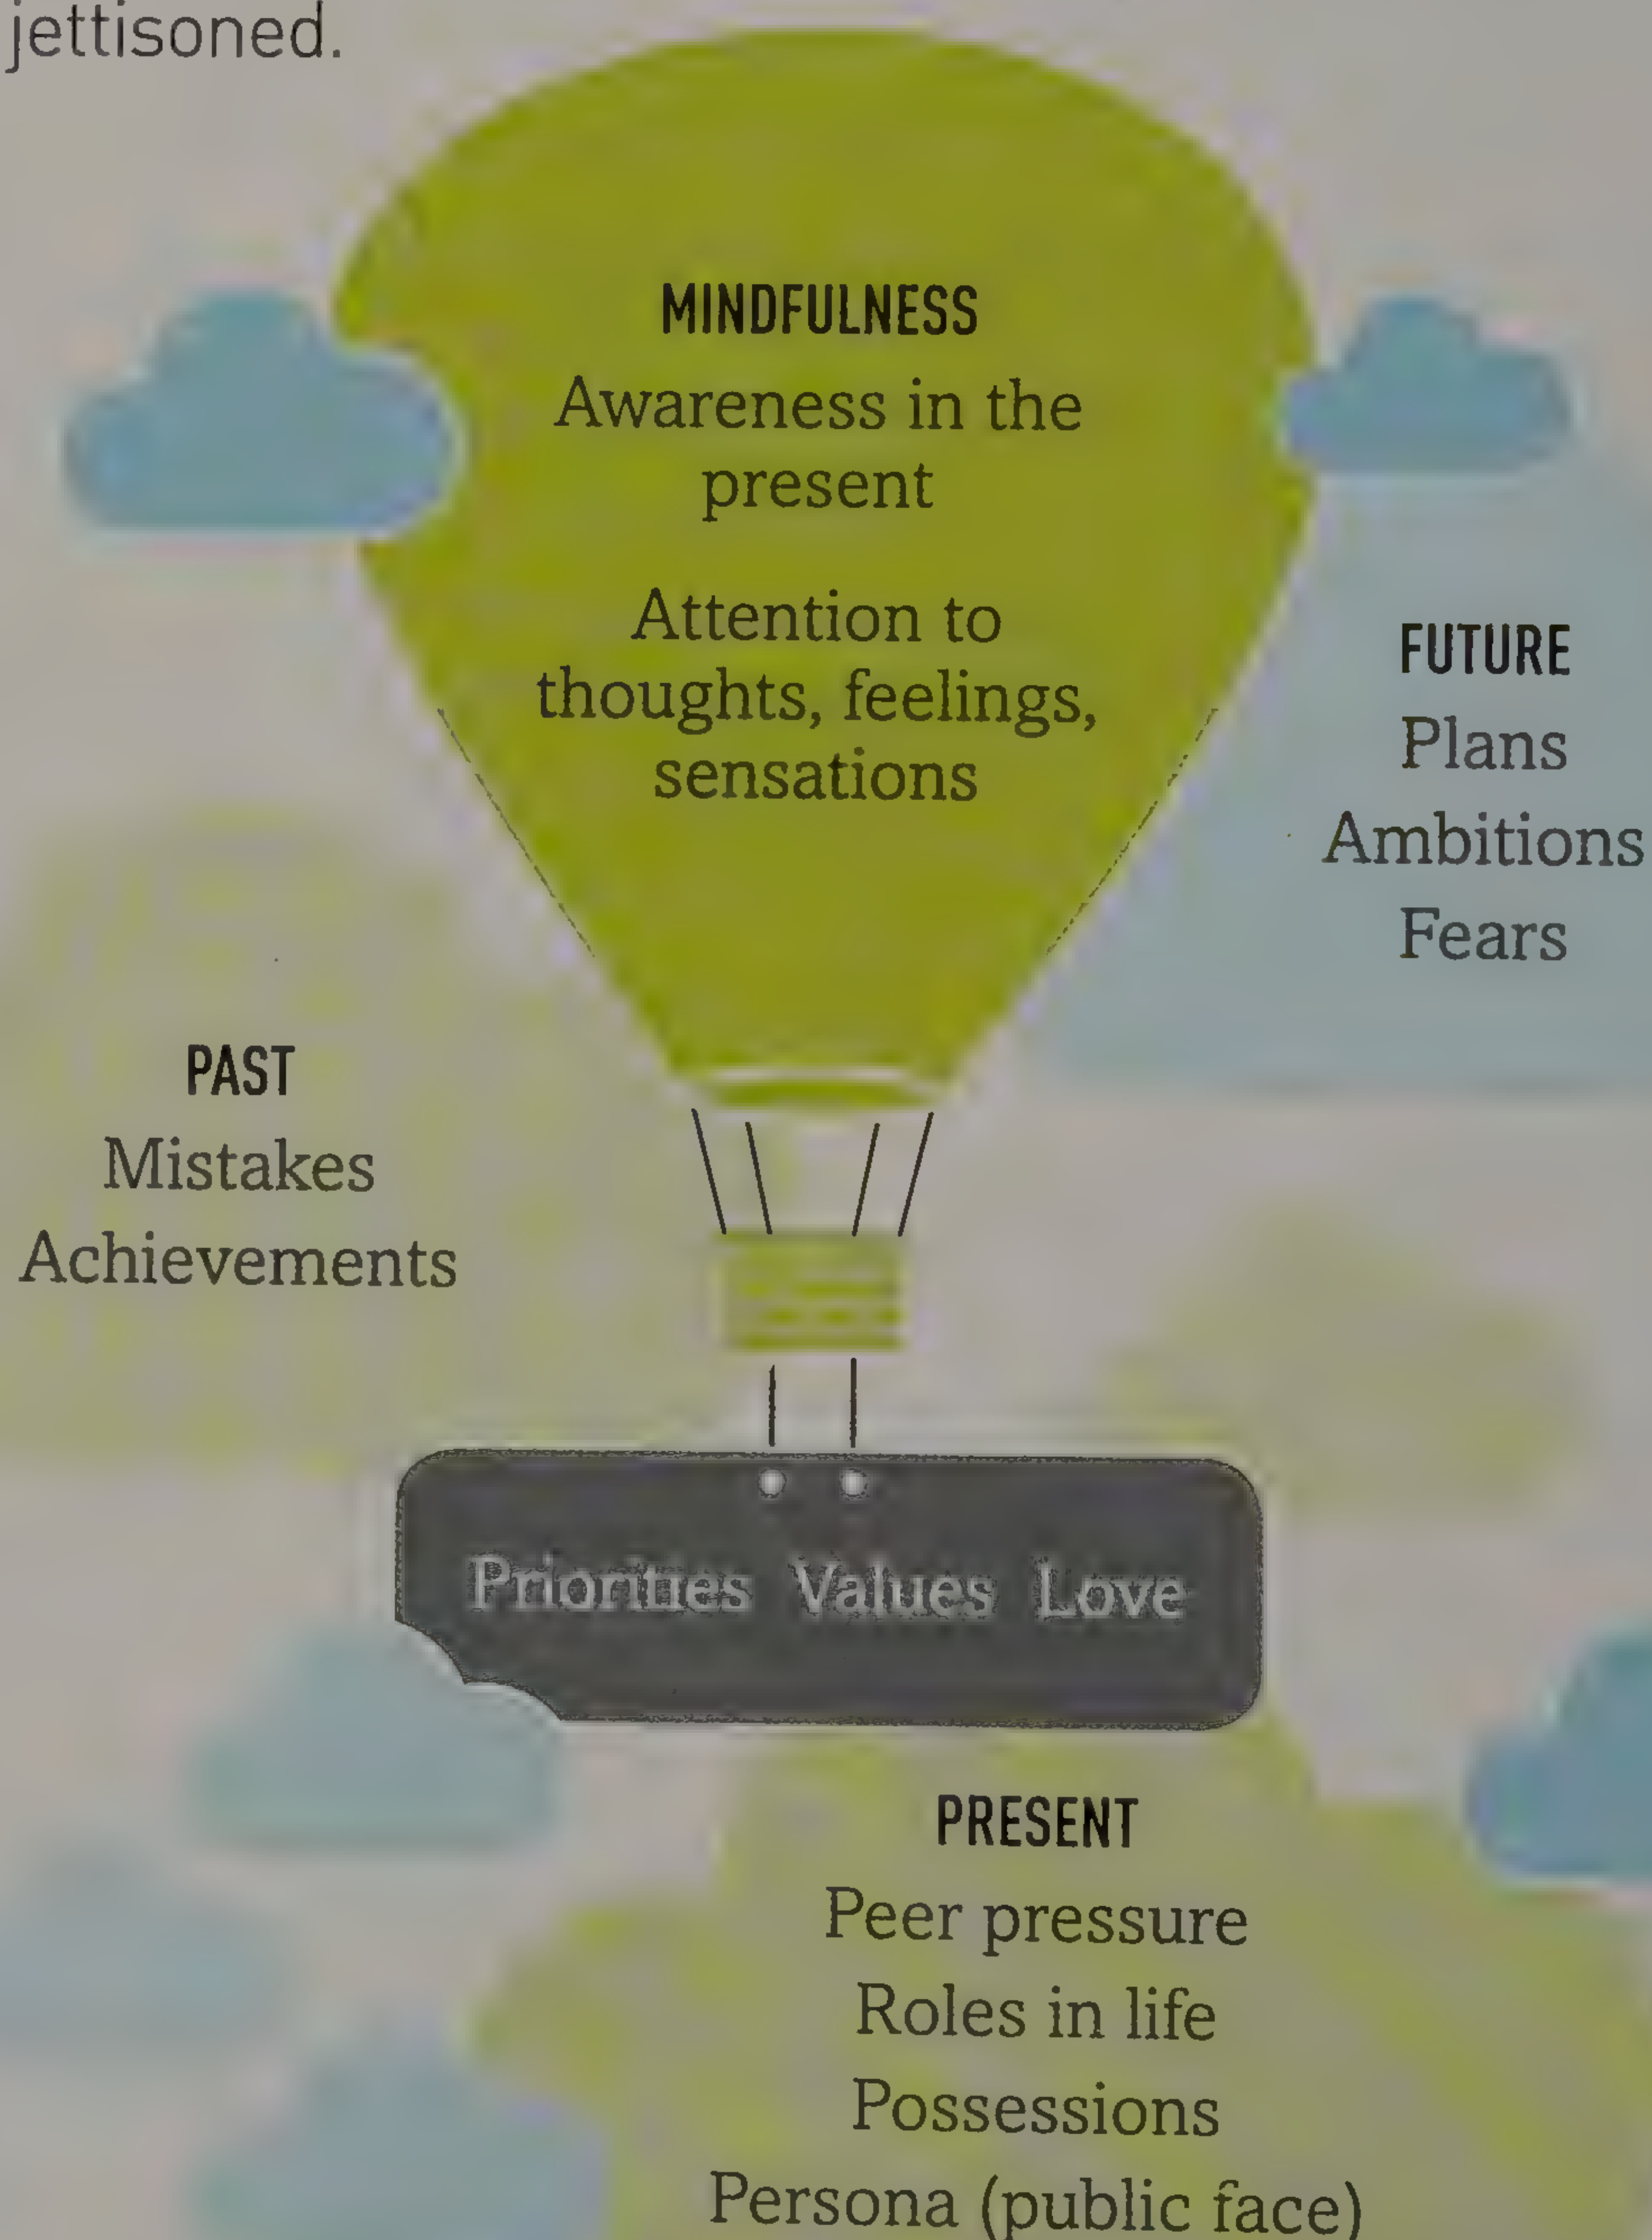 jettisoned.
MINDFULNESS
Awareness in the
present
Attention to
thoughts, feelings,
sensations
FUTURE
Plans
Ambitions
Fears
PAST
Mistakes
Achievements
Priorities Values Love
PRESENT
Peer pressure
Roles in life
Possessions
Persona (public face)